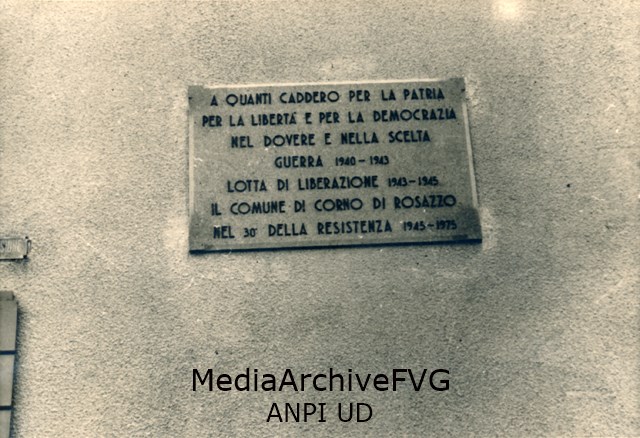 A QUANTI CADDERO PER LA PATRIA
PER LA LIBERTA' E PER LA DEMOCRAZIA
NEL DOVERE E NELLA SCELTA
GUERRA 1940-1943
LOTTA DI LIBERAZIONE 1943-1945
IL COMUNE DI CORNO DI ROSAZZO
NEL 30° DELLA RESISTENZA 1945-1975
MediaArchiveFVG
ANPI UD